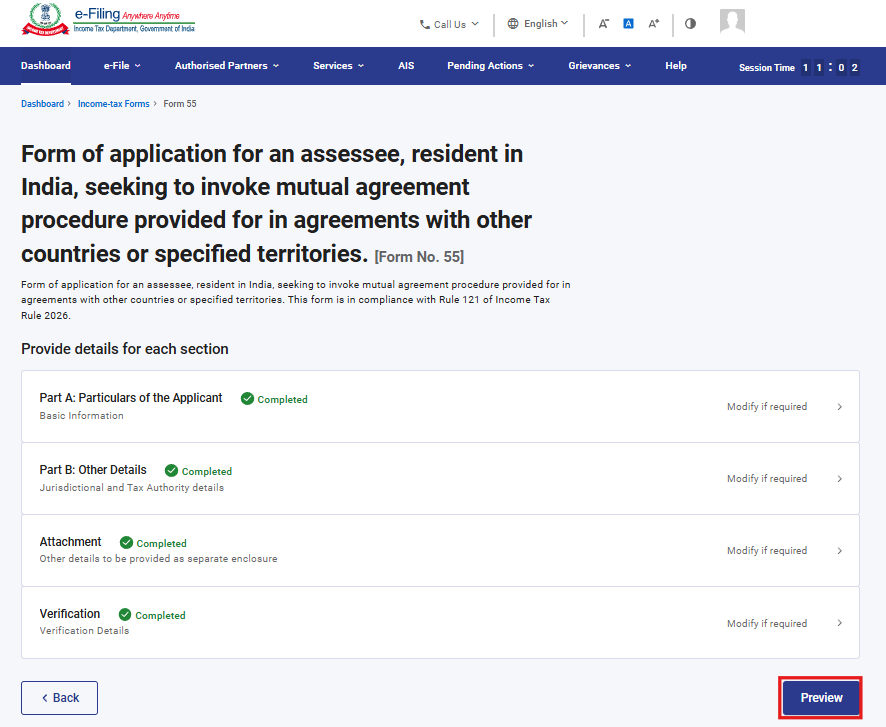 e-Filing Anywhere Anytime
Income Tax Department, Government of India
Call Us
English
A-
A
A+
Dashboard
e-File
Authorised Partners
Services
AIS
Pending Actions
Grievances
Help
Session Time 1 1 : 0 2
Dashboard > Income-tax Forms > Form 55
Form of application for an assessee, resident in
India, seeking to invoke mutual agreement
procedure provided for in agreements with other
countries or specified territories. [Form No. 55]
Form of application for an assessee, resident in India, seeking to invoke mutual agreement procedure provided for in
agreements with other countries or specified territories. This form is in compliance with Rule 121 of Income Tax
Rule 2026.
Provide details for each section
Part A: Particulars of the Applicant Completed
Basic Information
Modify if required
Part B: Other Details Completed
Jurisdictional and Tax Authority details
Modify if required
Attachment Completed
Other details to be provided as separate enclosure
Modify if required
Verification Completed
Verification Details
Modify if required
< Back
Preview